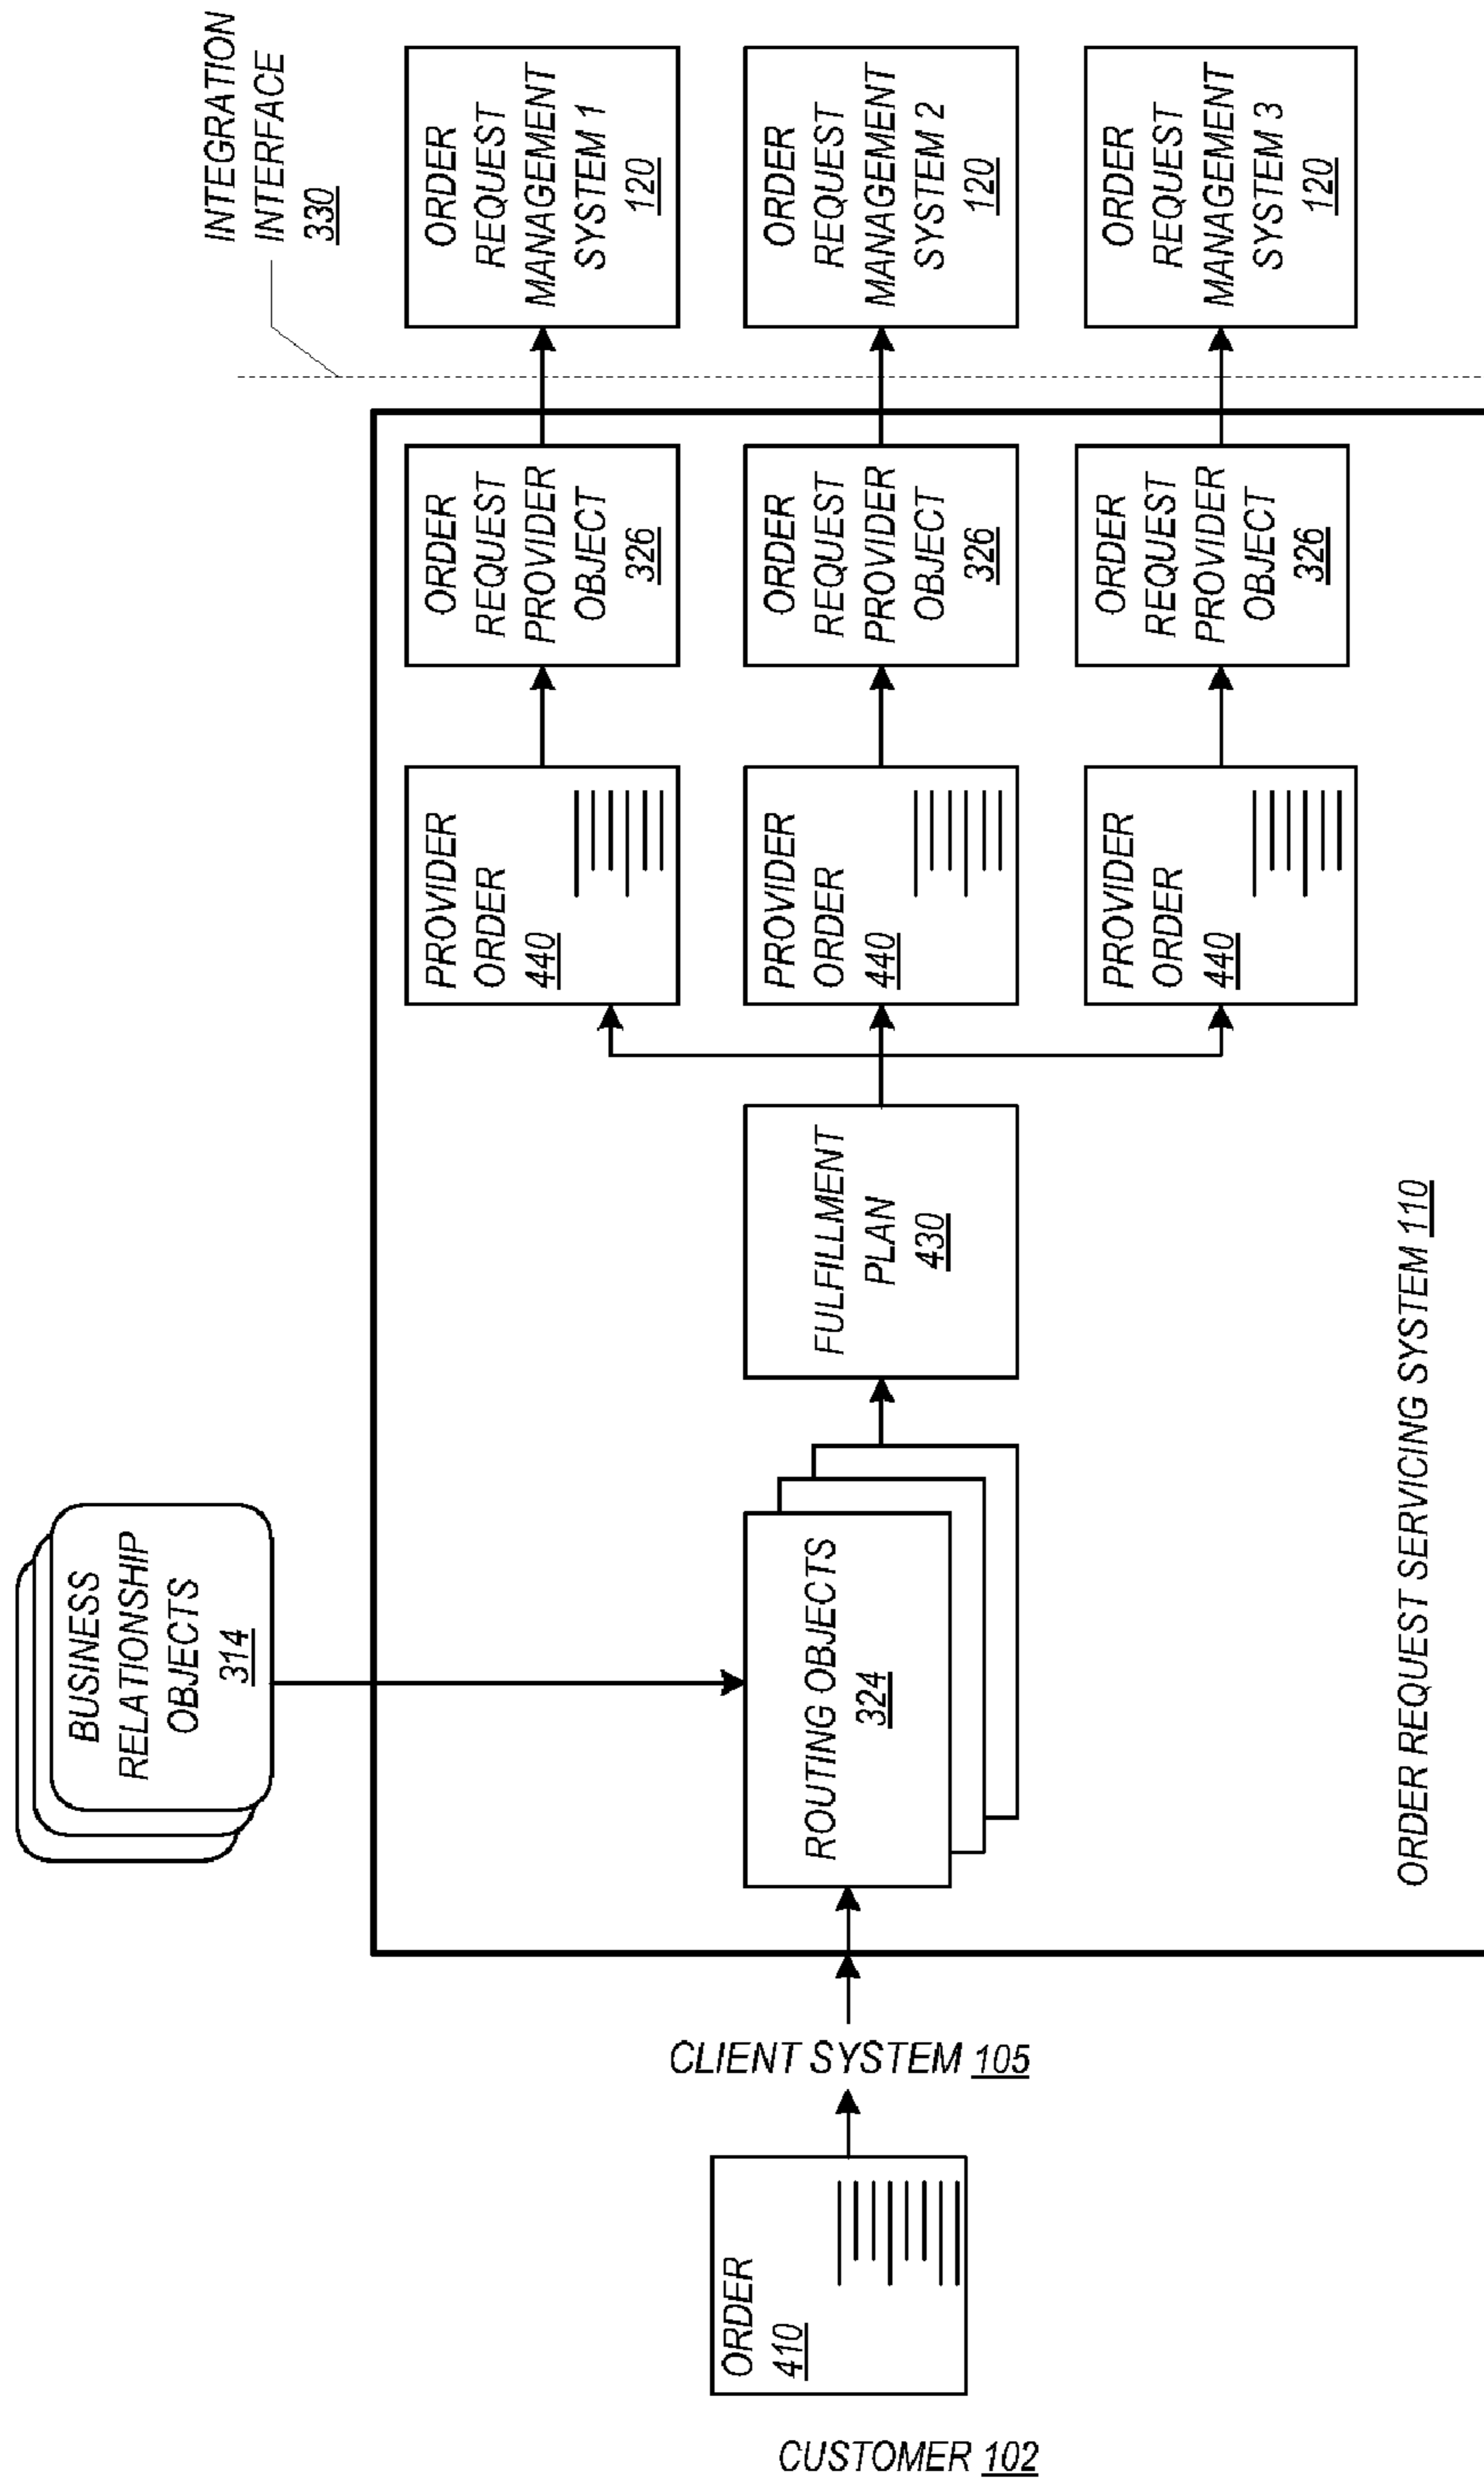 BUSINESS
RELATIONSHIP
OBJECTS
314
INTEGRATION
INTERFACE
330
CUSTOMER 102
ORDER
410
CLIENT SYSTEM 105
ROUTING OBJECTS
324
FULFILLMENT
PLAN
430
PROVIDER
ORDER
440
ORDER
REQUEST
PROVIDER
OBJECT
326
ORDER
REQUEST
MANAGEMENT
SYSTEM 1
120
PROVIDER
ORDER
440
ORDER
REQUEST
PROVIDER
OBJECT
326
ORDER
REQUEST
MANAGEMENT
SYSTEM 2
120
PROVIDER
ORDER
440
ORDER
REQUEST
PROVIDER
OBJECT
326
ORDER
REQUEST
MANAGEMENT
SYSTEM 3
120
ORDER REQUEST SERVICING SYSTEM 110